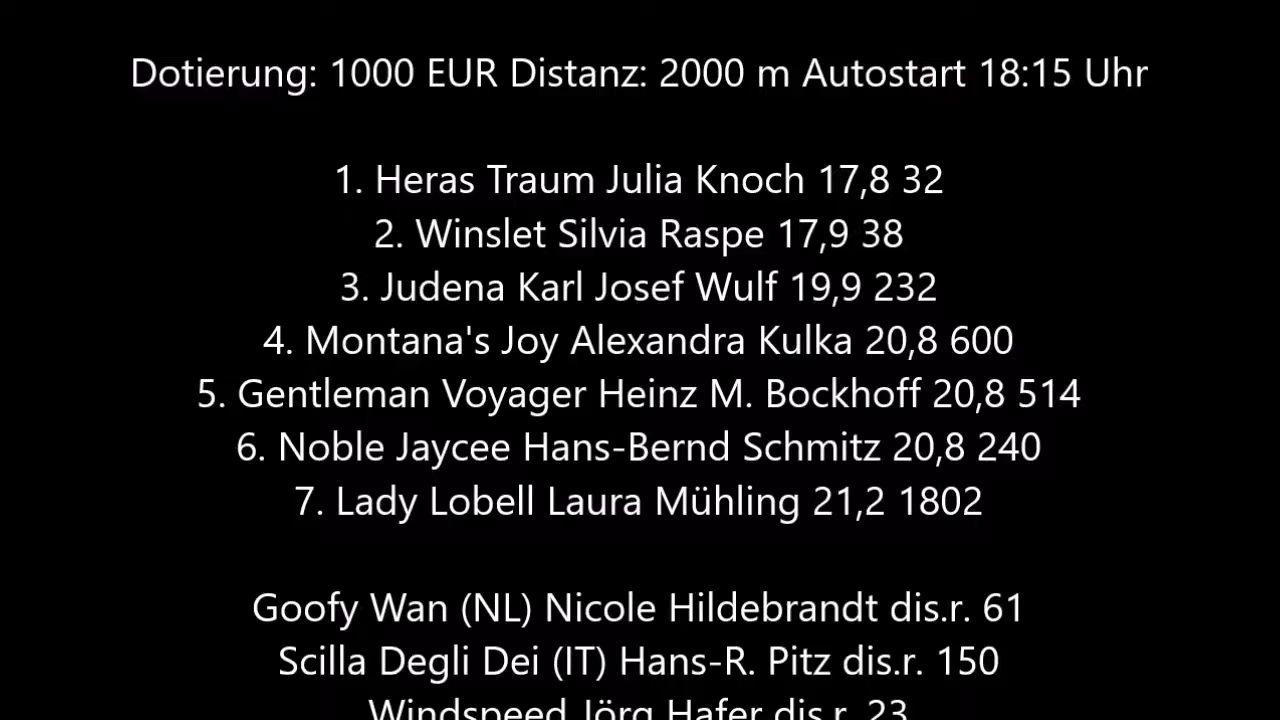 Dotierung: 1000 EUR Distanz: 2000 m Autostart 18:15 Uhr
1. Heras Traum Julia Knoch 17,8 32
2. Winslet Silvia Raspe 17,9 38
3. Judena Karl Josef Wulf 19,9 232
4. Montana's Joy Alexandra Kulka 20,8 600
5. Gentleman Voyager Heinz M. Bockhoff 20,8 514
6. Noble Jaycee Hans-Bernd Schmitz 20,8 240
7. Lady Lobell Laura Mühling 21,2 1802
Goofy Wan (NL) Nicole Hildebrandt dis.r. 61
Scilla Degli Dei (IT) Hans-R. Pitz dis.r. 150
Windspeed Jörg Hafer dis.r. 23